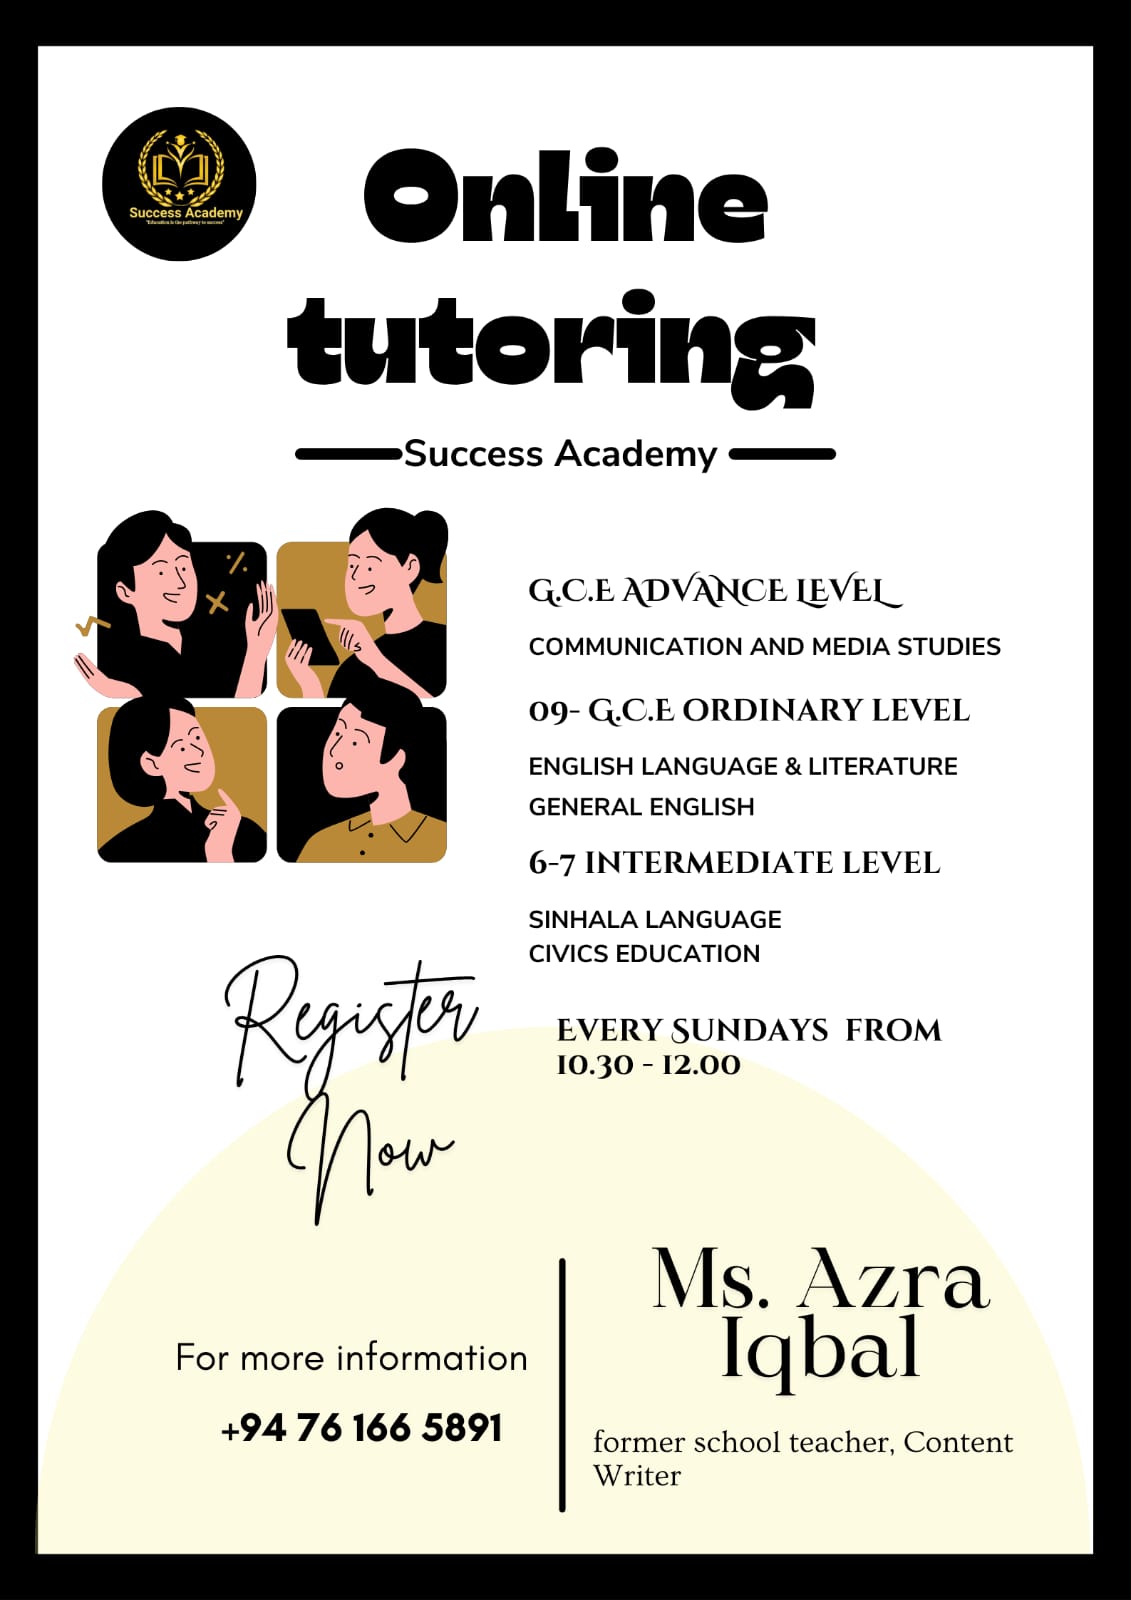 Success Academy
"Education is the pathway to success"
Online
tutoring
Success Academy
G.C.E ADVANCE LEVEL
COMMUNICATION AND MEDIA STUDIES
09- G.C.E ORDINARY LEVEL
ENGLISH LANGUAGE & LITERATURE
GENERAL ENGLISH
6-7 INTERMEDIATE LEVEL
SINHALA LANGUAGE
CIVICS EDUCATION
Register
Now
EVERY SUNDAYS FROM
10.30 - 12.00
For more information
+94 76 166 5891
Ms. Azra
Iqbal
former school teacher, Content
Writer